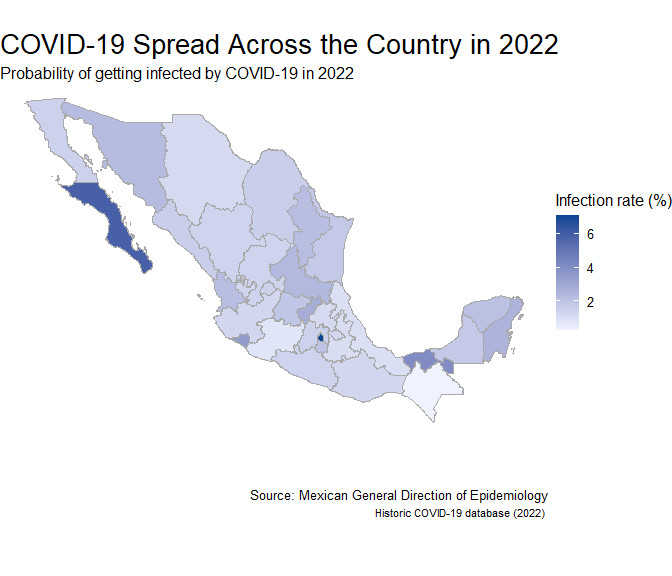 COVID-19 Spread Across the Country in 2022
Probability of getting infected by COVID-19 in 2022
Infection rate (%)
6
4
2
Source: Mexican General Direction of Epidemiology
Historic COVID-19 database (2022)